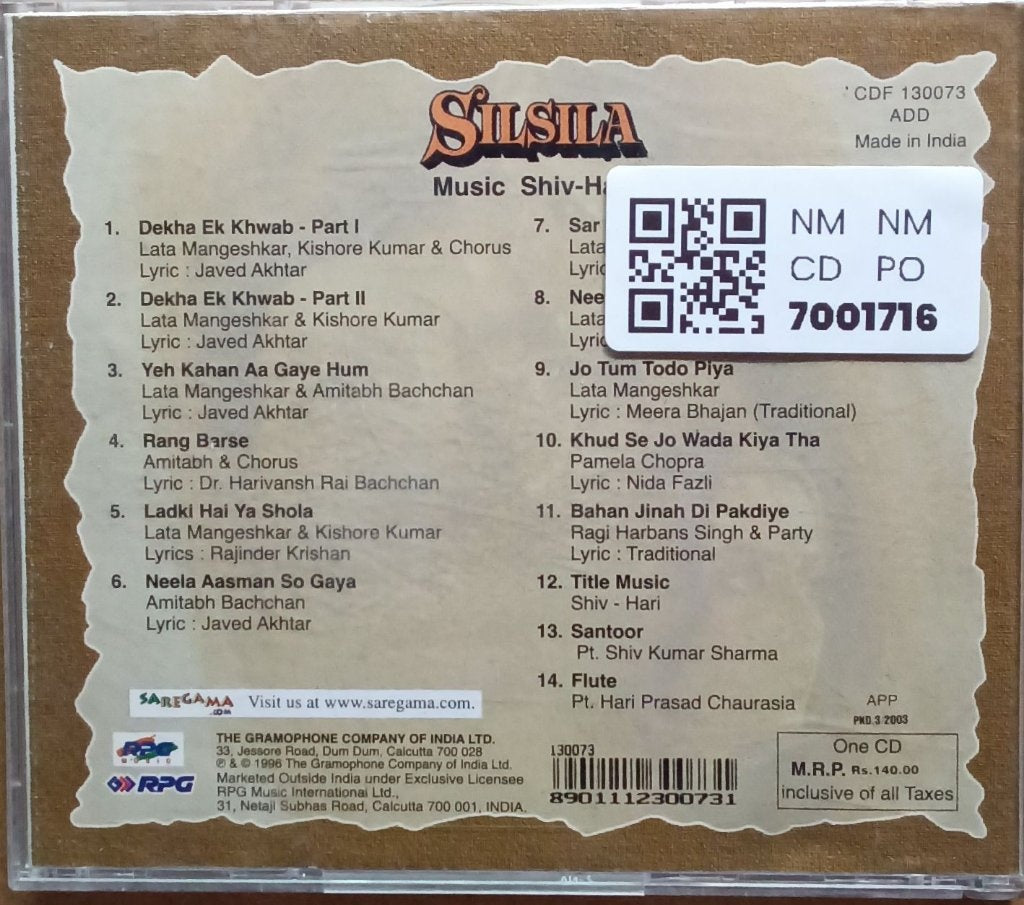 SILSILA
CDF 130073
ADD
Made in India
Music Shiv-Ha
NM NM
CD PO
7001716
1. Dekha Ek Khwab - Part I
Lata Mangeshkar, Kishore Kumar & Chorus
Lyric : Javed Akhtar
2. Dekha Ek Khwab - Part II
Lata Mangeshkar & Kishore Kumar
Lyric : Javed Akhtar
3. Yeh Kahan Aa Gaye Hum
Lata Mangeshkar & Amitabh Bachchan
Lyric : Javed Akhtar
4. Rang Barse
Amitabh & Chorus
Lyric : Dr. Harivansh Rai Bachchan
5. Ladki Hai Ya Shola
Lata Mangeshkar & Kishore Kumar
Lyrics : Rajinder Krishan
6. Neela Aasman So Gaya
Amitabh Bachchan
Lyric : Javed Akhtar
7. Sar
Lata
Lyric
8. Nee
Lata
Lyric
9. Jo Tum Todo Piya
Lata Mangeshkar
Lyric : Meera Bhajan (Traditional)
10. Khud Se Jo Wada Kiya Tha
Pamela Chopra
Lyric : Nida Fazli
11. Bahan Jinah Di Pakdiye
Ragi Harbans Singh & Party
Lyric : Traditional
12. Title Music
Shiv - Hari
13. Santoor
Pt. Shiv Kumar Sharma
14. Flute
Pt. Hari Prasad Chaurasia
SAREGAMA .COM Visit us at www.saregama.com.
RPG MUSIC
RPG
THE GRAMOPHONE COMPANY OF INDIA LTD.
33, Jessore Road, Dum Dum, Calcutta 700 028
℗ & © 1996 The Gramophone Company of India Ltd.
Marketed Outside India under Exclusive Licensee
RPG Music International Ltd.,
31, Netaji Subhas Road, Calcutta 700 001, INDIA.
130073
8901112300731
APP
PKD 3/2003
One CD
M.R.P. Rs.140.00
inclusive of all Taxes